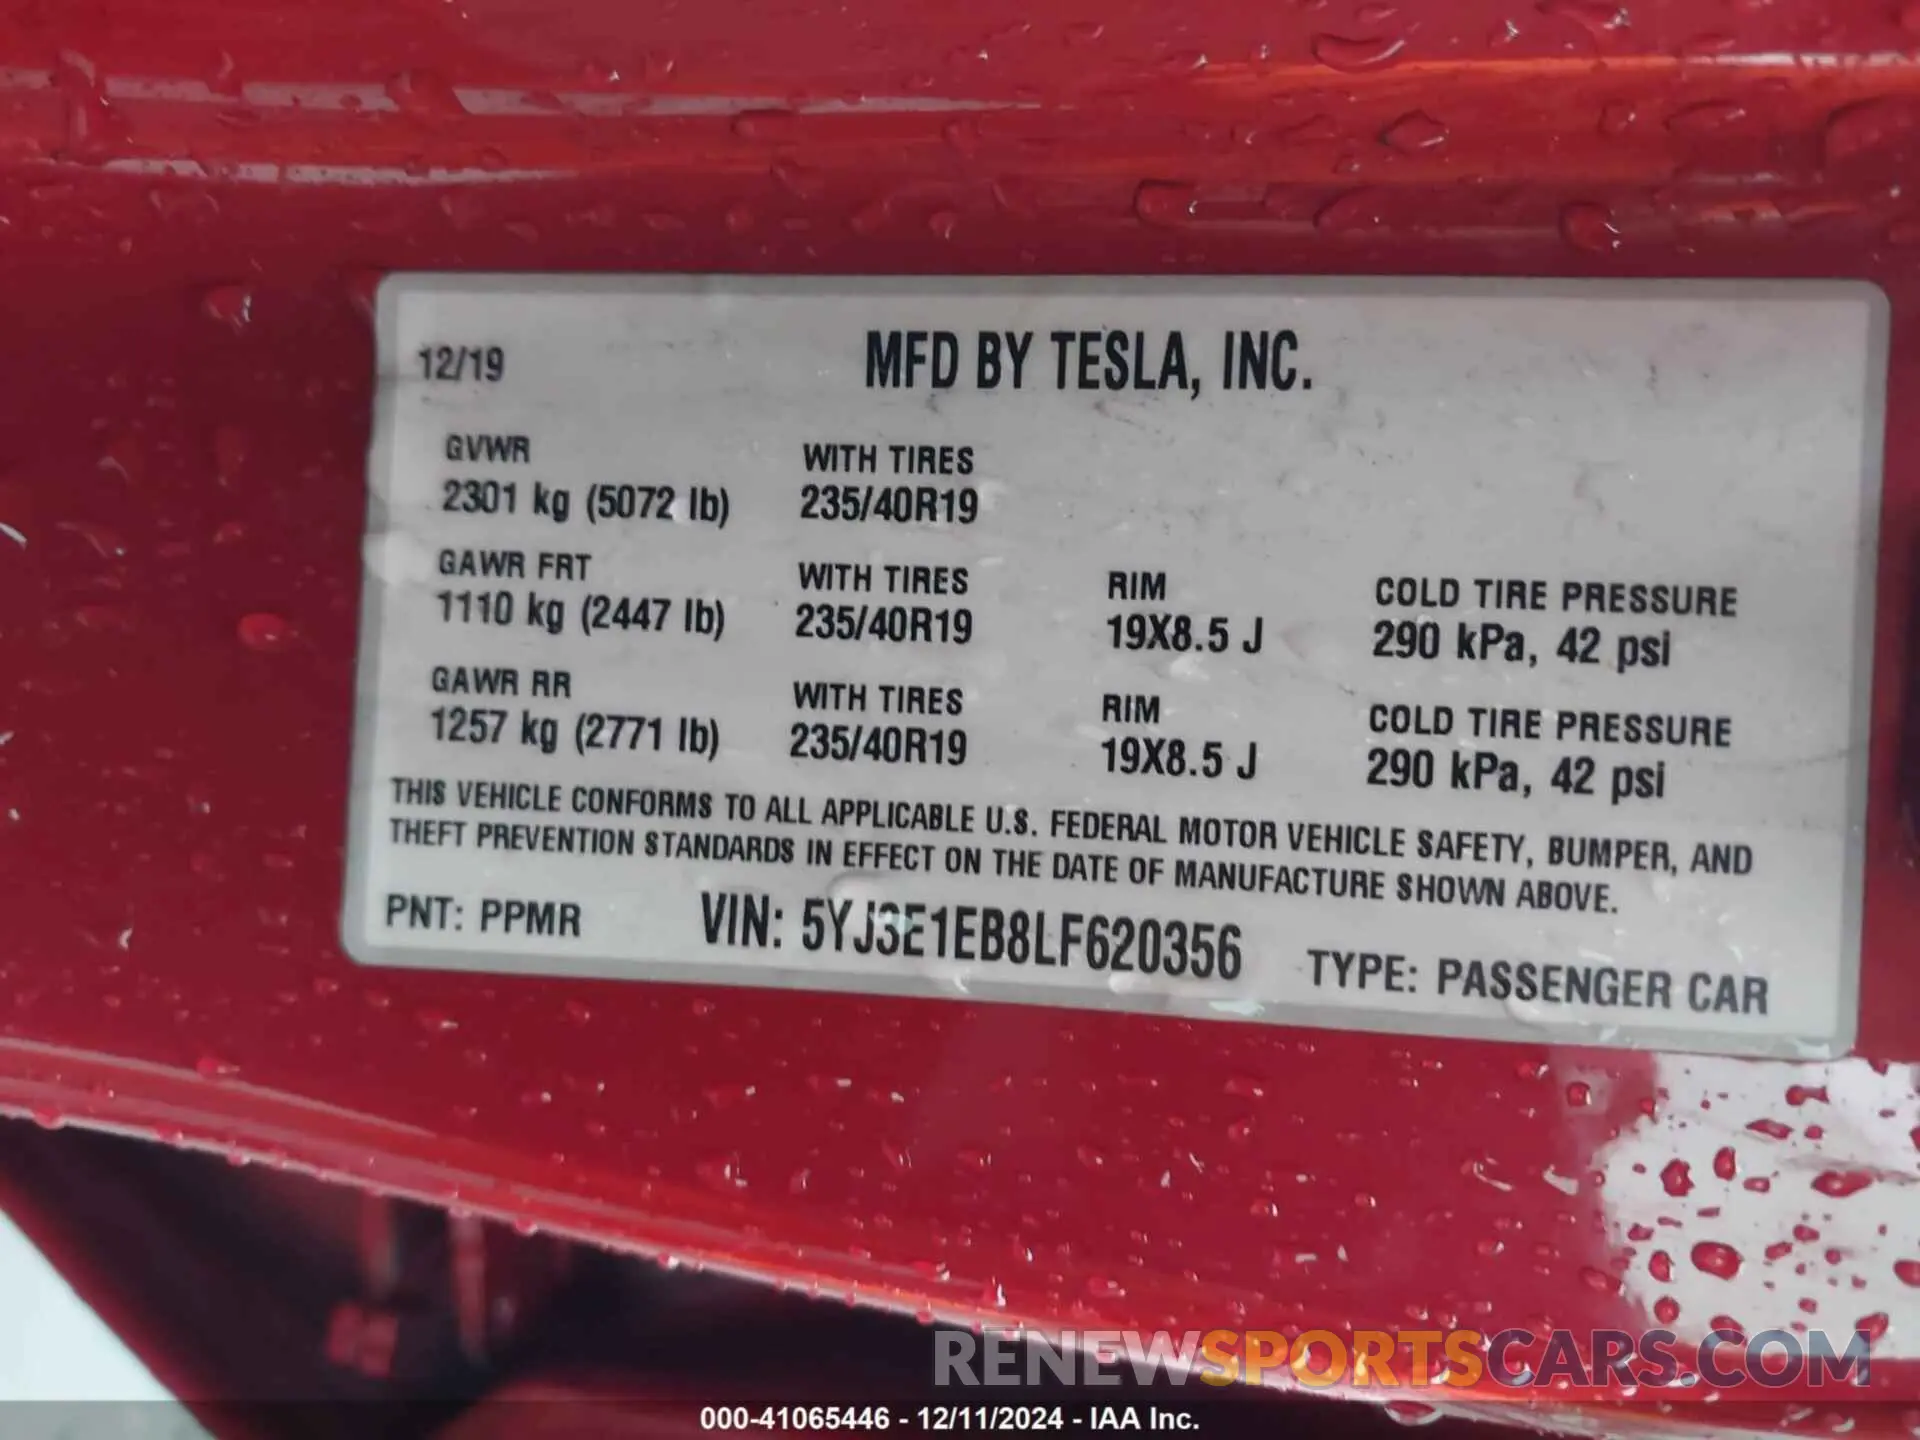 12/19 MFD BY TESLA, INC.
GVWR WITH TIRES
2301 kg (5072 lb) 235/40R19
GAWR FRT WITH TIRES RIM COLD TIRE PRESSURE
1110 kg (2447 lb) 235/40R19 19X8.5 J 290 kPa, 42 psi
GAWR RR WITH TIRES RIM COLD TIRE PRESSURE
1257 kg (2771 lb) 235/40R19 19X8.5 J 290 kPa, 42 psi
THIS VEHICLE CONFORMS TO ALL APPLICABLE U.S. FEDERAL MOTOR VEHICLE SAFETY, BUMPER, AND
THEFT PREVENTION STANDARDS IN EFFECT ON THE DATE OF MANUFACTURE SHOWN ABOVE.
PNT: PPMR VIN: 5YJ3E1EB8LF620356 TYPE: PASSENGER CAR
RENEWSPORTSCARS.COM
000-41065446 - 12/11/2024 - IAA Inc.